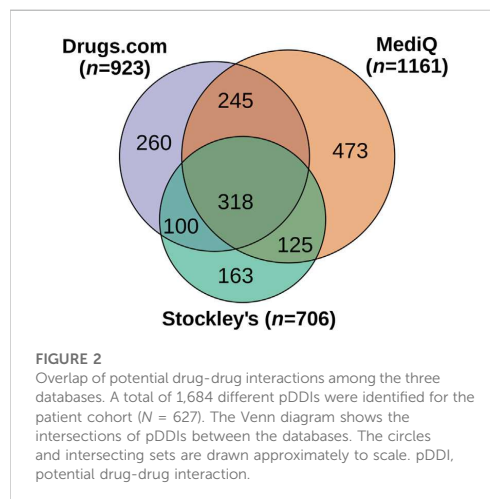 Drugs.com
(n=923)
MediQ
(n=1161)
245
260
473
318
100
125
163
Stockley's (n=706)
FIGURE 2
Overlap of potential drug-drug interactions among the three
databases. A total of 1,684 different pDDIs were identified for the
patient cohort (N = 627). The Venn diagram shows the
intersections of pDDIs between the databases. The circles
and intersecting sets are drawn approximately to scale. pDDI,
potential drug-drug interaction.